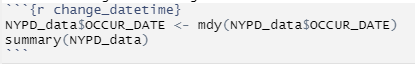 ```{r change_datetime}
NYPD_data$OCCUR_DATE <- mdy(NYPD_data$OCCUR_DATE)
summary(NYPD_data)
```